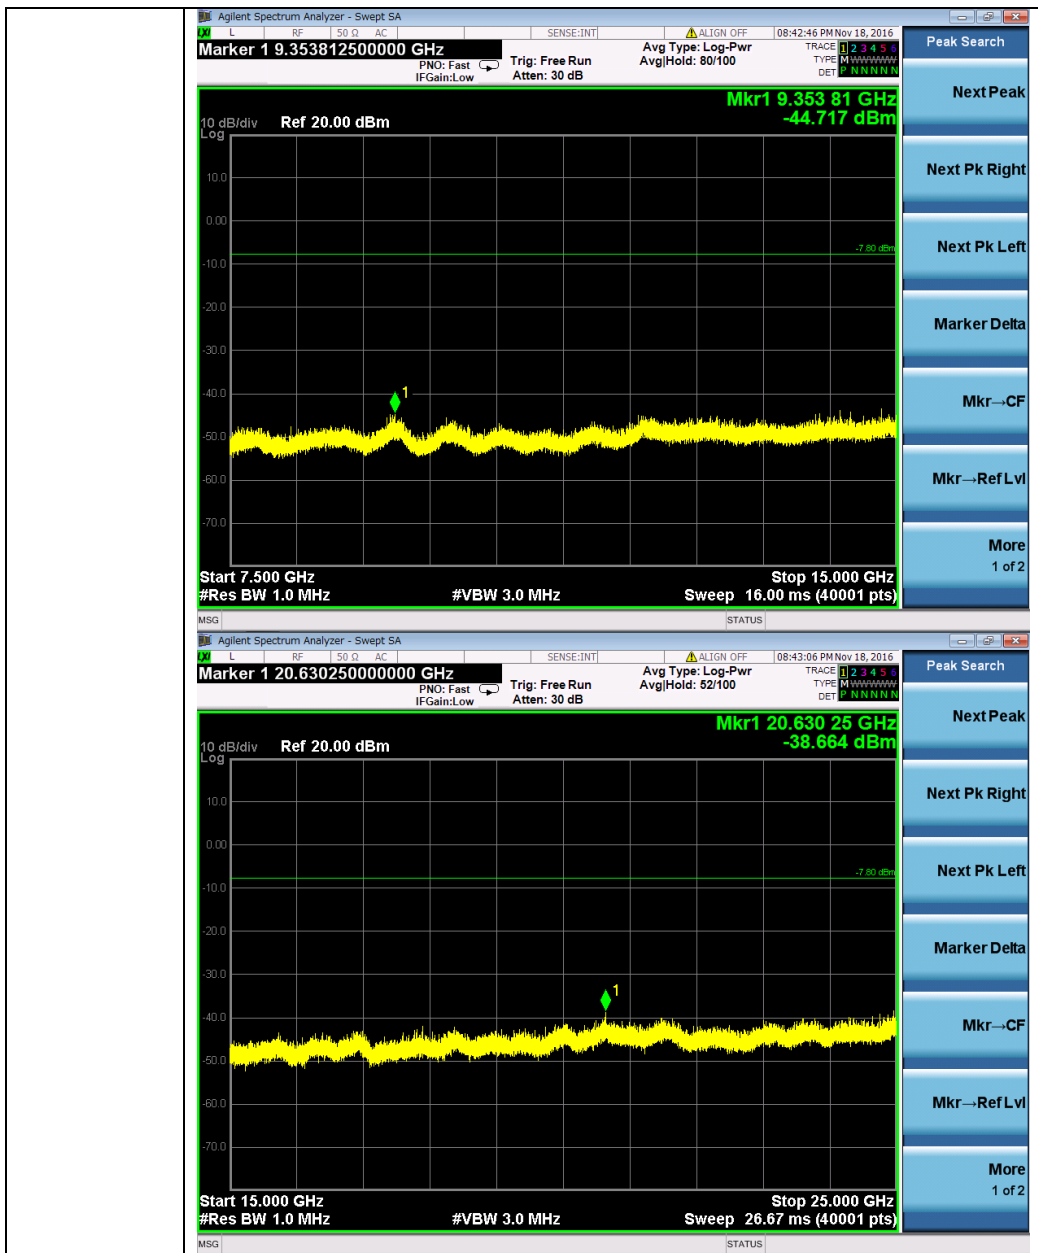 Agilent Spectrum Analyzer - Swept SA
LXI L RF 50 Ω AC SENSE:INT ALIGN OFF 08:42:46 PM Nov 18, 2016
Marker 1 9.353812500000 GHz
PNO: Fast
IFGain:Low
Trig: Free Run
Atten: 30 dB
Avg Type: Log-Pwr
Avg|Hold: 80/100
TRACE 1 2 3 4 5 6
TYPE M WWWWW
DET P N N N N N
Mkr1 9.353 81 GHz
-44.717 dBm
10 dB/div Ref 20.00 dBm
Log
10.0
0.00
-7.80 dBm
-10.0
-20.0
-30.0
-40.0
1
-50.0
-60.0
-70.0
Start 7.500 GHz Stop 15.000 GHz
#Res BW 1.0 MHz #VBW 3.0 MHz Sweep 16.00 ms (40001 pts)
MSG STATUS
Peak Search
Next Peak
Next Pk Right
Next Pk Left
Marker Delta
Mkr→CF
Mkr→Ref Lvl
More
1 of 2
Agilent Spectrum Analyzer - Swept SA
LXI L RF 50 Ω AC SENSE:INT ALIGN OFF 08:43:06 PM Nov 18, 2016
Marker 1 20.630250000000 GHz
PNO: Fast
IFGain:Low
Trig: Free Run
Atten: 30 dB
Avg Type: Log-Pwr
Avg|Hold: 52/100
TRACE 1 2 3 4 5 6
TYPE M WWWWW
DET P N N N N N
Mkr1 20.630 25 GHz
-38.664 dBm
10 dB/div Ref 20.00 dBm
Log
10.0
0.00
-7.80 dBm
-10.0
-20.0
-30.0
1
-40.0
-50.0
-60.0
-70.0
Start 15.000 GHz Stop 25.000 GHz
#Res BW 1.0 MHz #VBW 3.0 MHz Sweep 26.67 ms (40001 pts)
MSG STATUS
Peak Search
Next Peak
Next Pk Right
Next Pk Left
Marker Delta
Mkr→CF
Mkr→Ref Lvl
More
1 of 2